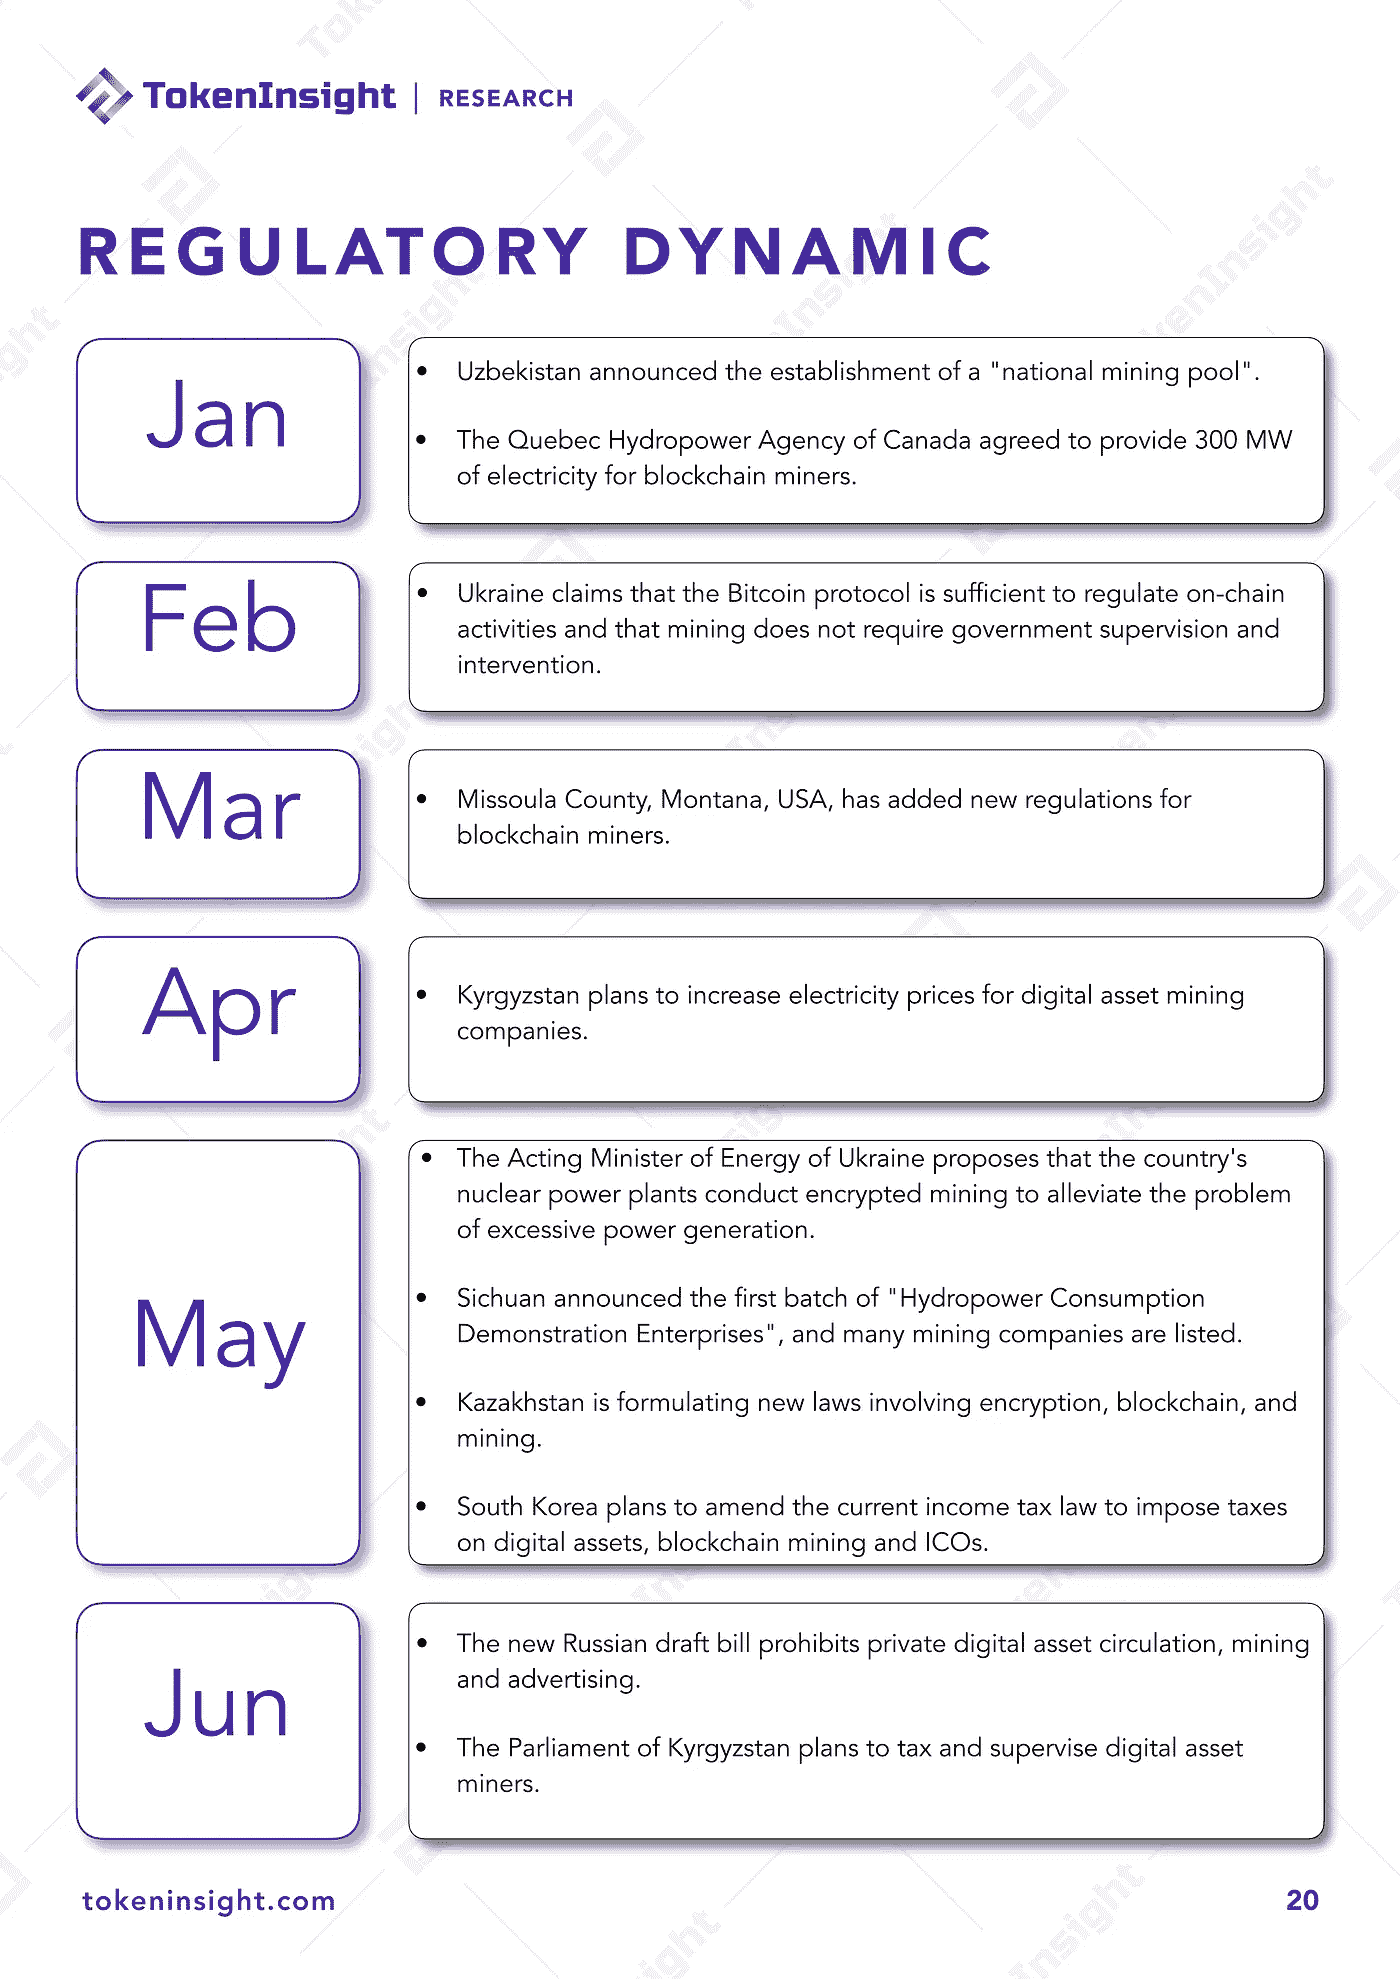 TokenInsight | RESEARCH
REGULATORY DYNAMIC
Jan
• Uzbekistan announced the establishment of a "national mining pool".
• The Quebec Hydropower Agency of Canada agreed to provide 300 MW
of electricity for blockchain miners.
Feb
• Ukraine claims that the Bitcoin protocol is sufficient to regulate on-chain
activities and that mining does not require government supervision and
intervention.
Mar
• Missoula County, Montana, USA, has added new regulations for
blockchain miners.
Apr
• Kyrgyzstan plans to increase electricity prices for digital asset mining
companies.
May
• The Acting Minister of Energy of Ukraine proposes that the country's
nuclear power plants conduct encrypted mining to alleviate the problem
of excessive power generation.
• Sichuan announced the first batch of "Hydropower Consumption
Demonstration Enterprises", and many mining companies are listed.
• Kazakhstan is formulating new laws involving encryption, blockchain, and
mining.
• South Korea plans to amend the current income tax law to impose taxes
on digital assets, blockchain mining and ICOs.
Jun
• The new Russian draft bill prohibits private digital asset circulation, mining
and advertising.
• The Parliament of Kyrgyzstan plans to tax and supervise digital asset
miners.
tokeninsight.com
20